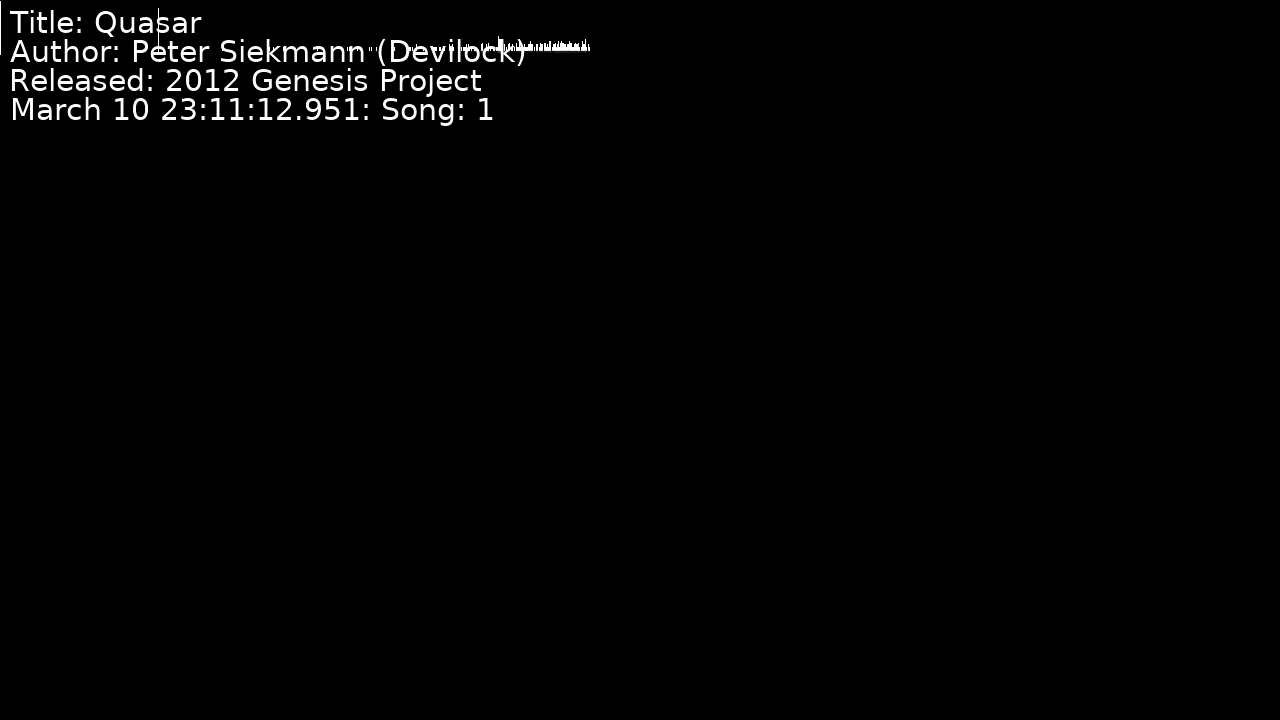 Title: Quasar
Author: Peter Siekmann (Devilock)
Released: 2012 Genesis Project
March 10 23:11:12.951: Song: 1